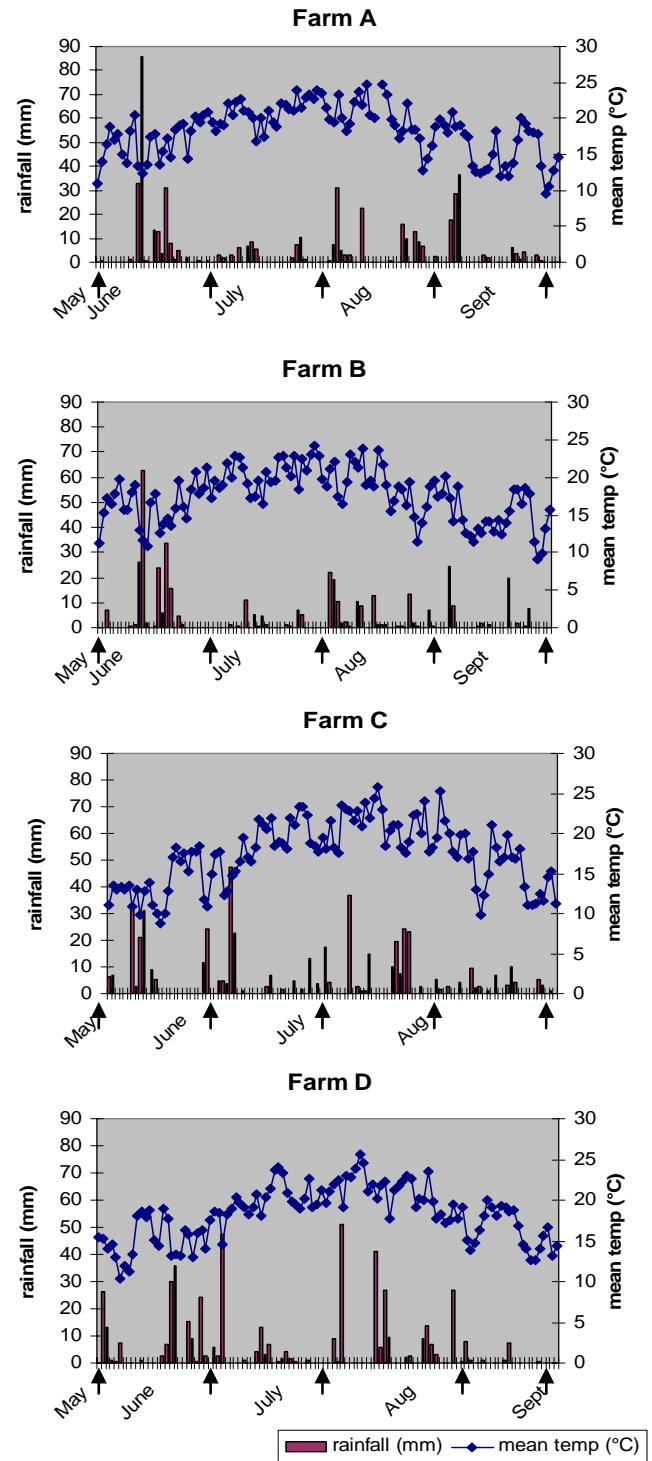 Farm A
90 30
80
70 25
60 20
50 15
40
30 10
20 5
10
0 0
rainfall (mm)
mean temp (°C)
May June July Aug Sept
Farm B
90 30
80 25
70
60 20
50 15
40
30 10
20 5
10
0 0
rainfall (mm)
mean temp (°C)
May June July Aug Sept
Farm C
90 30
80 25
70
60 20
50 15
40
30 10
20 5
10
0 0
rainfall (mm)
mean temp (°C)
May June July Aug
Farm D
90 30
80 25
70
60 20
50 15
40
30 10
20 5
10
0 0
rainfall (mm)
mean temp (°C)
May June July Aug Sept
rainfall (mm) mean temp (°C)